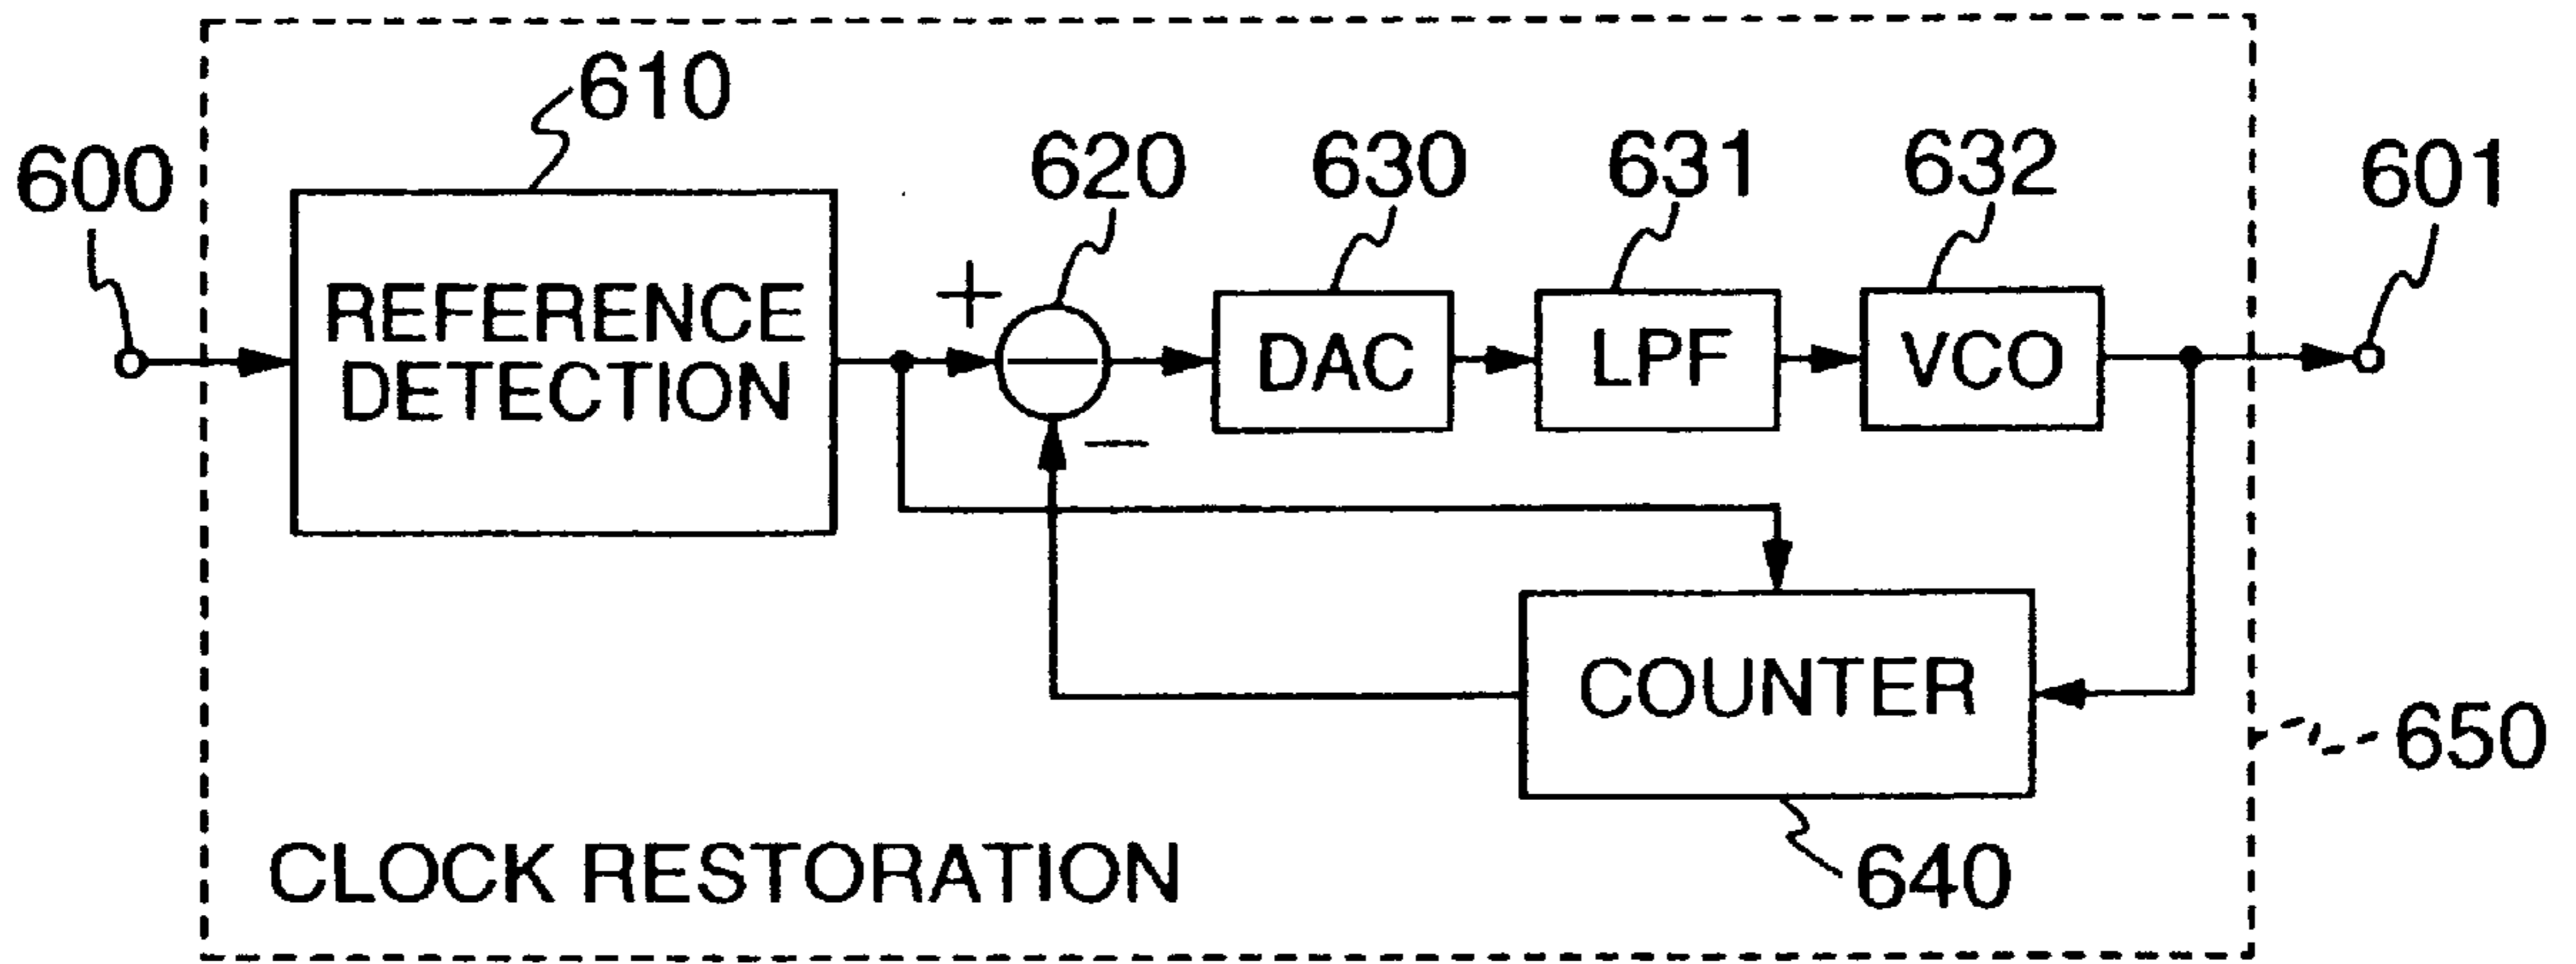 610
600
620
630
631
632
601
+
REFERENCE
DETECTION
DAC
LPF
VCO
−
COUNTER
650
640
CLOCK RESTORATION